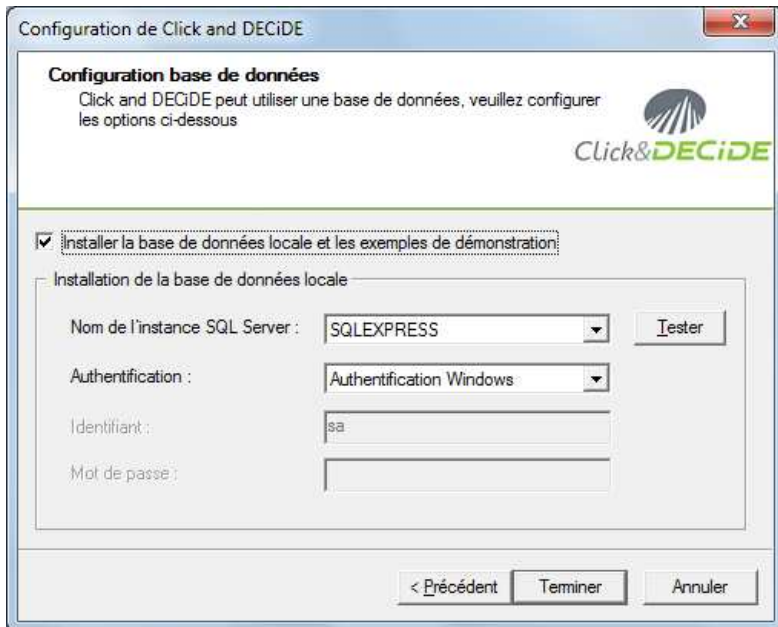 Configuration de Click and DECiDE
Configuration base de données
Click and DECiDE peut utiliser une base de données, veuillez configurer
les options ci-dessous
Click&DECiDE
Installer la base de données locale et les exemples de démonstration
Installation de la base de données locale
Nom de l'instance SQL Server :
SQLEXPRESS
Tester
Authentification :
Authentification Windows
Identifiant :
sa
Mot de passe :
< Précédent
Terminer
Annuler